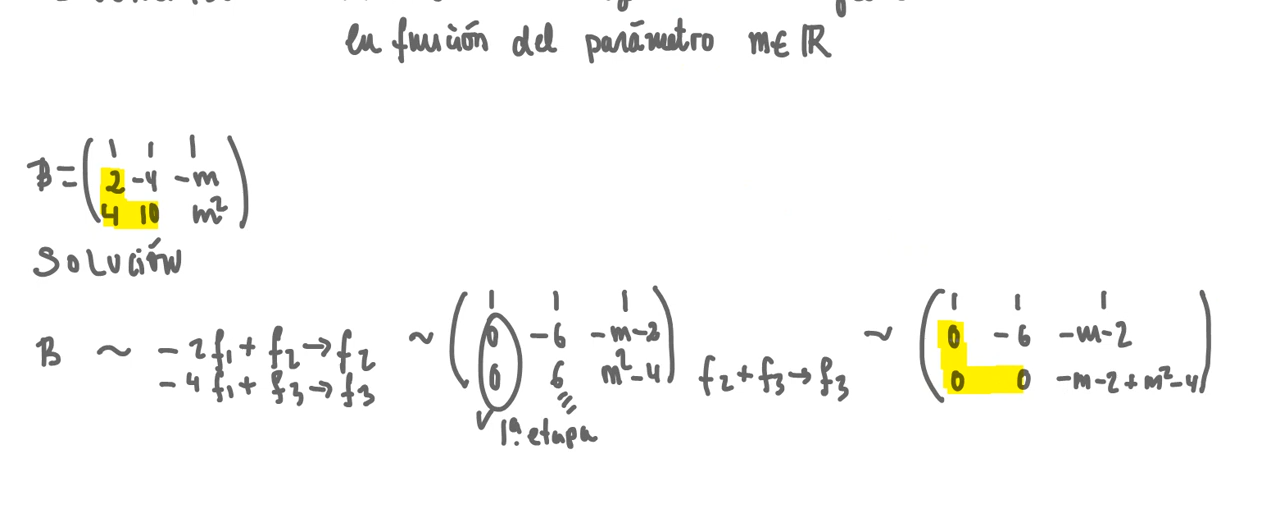 en función del parámetro m∈ℝ
B = ( 1 1 1
2 -4 -m
4 10 m² )
SOLUCIÓN
B ~ -2f₁ + f₂ → f₂
-4f₁ + f₃ → f₃
~ ( 1 1 1
0 -6 -m-2
0 6 m²-4 ) f₂ + f₃ → f₃
1ª etapa
~ ( 1 1 1
0 -6 -m-2
0 0 -m-2+m²-4 )